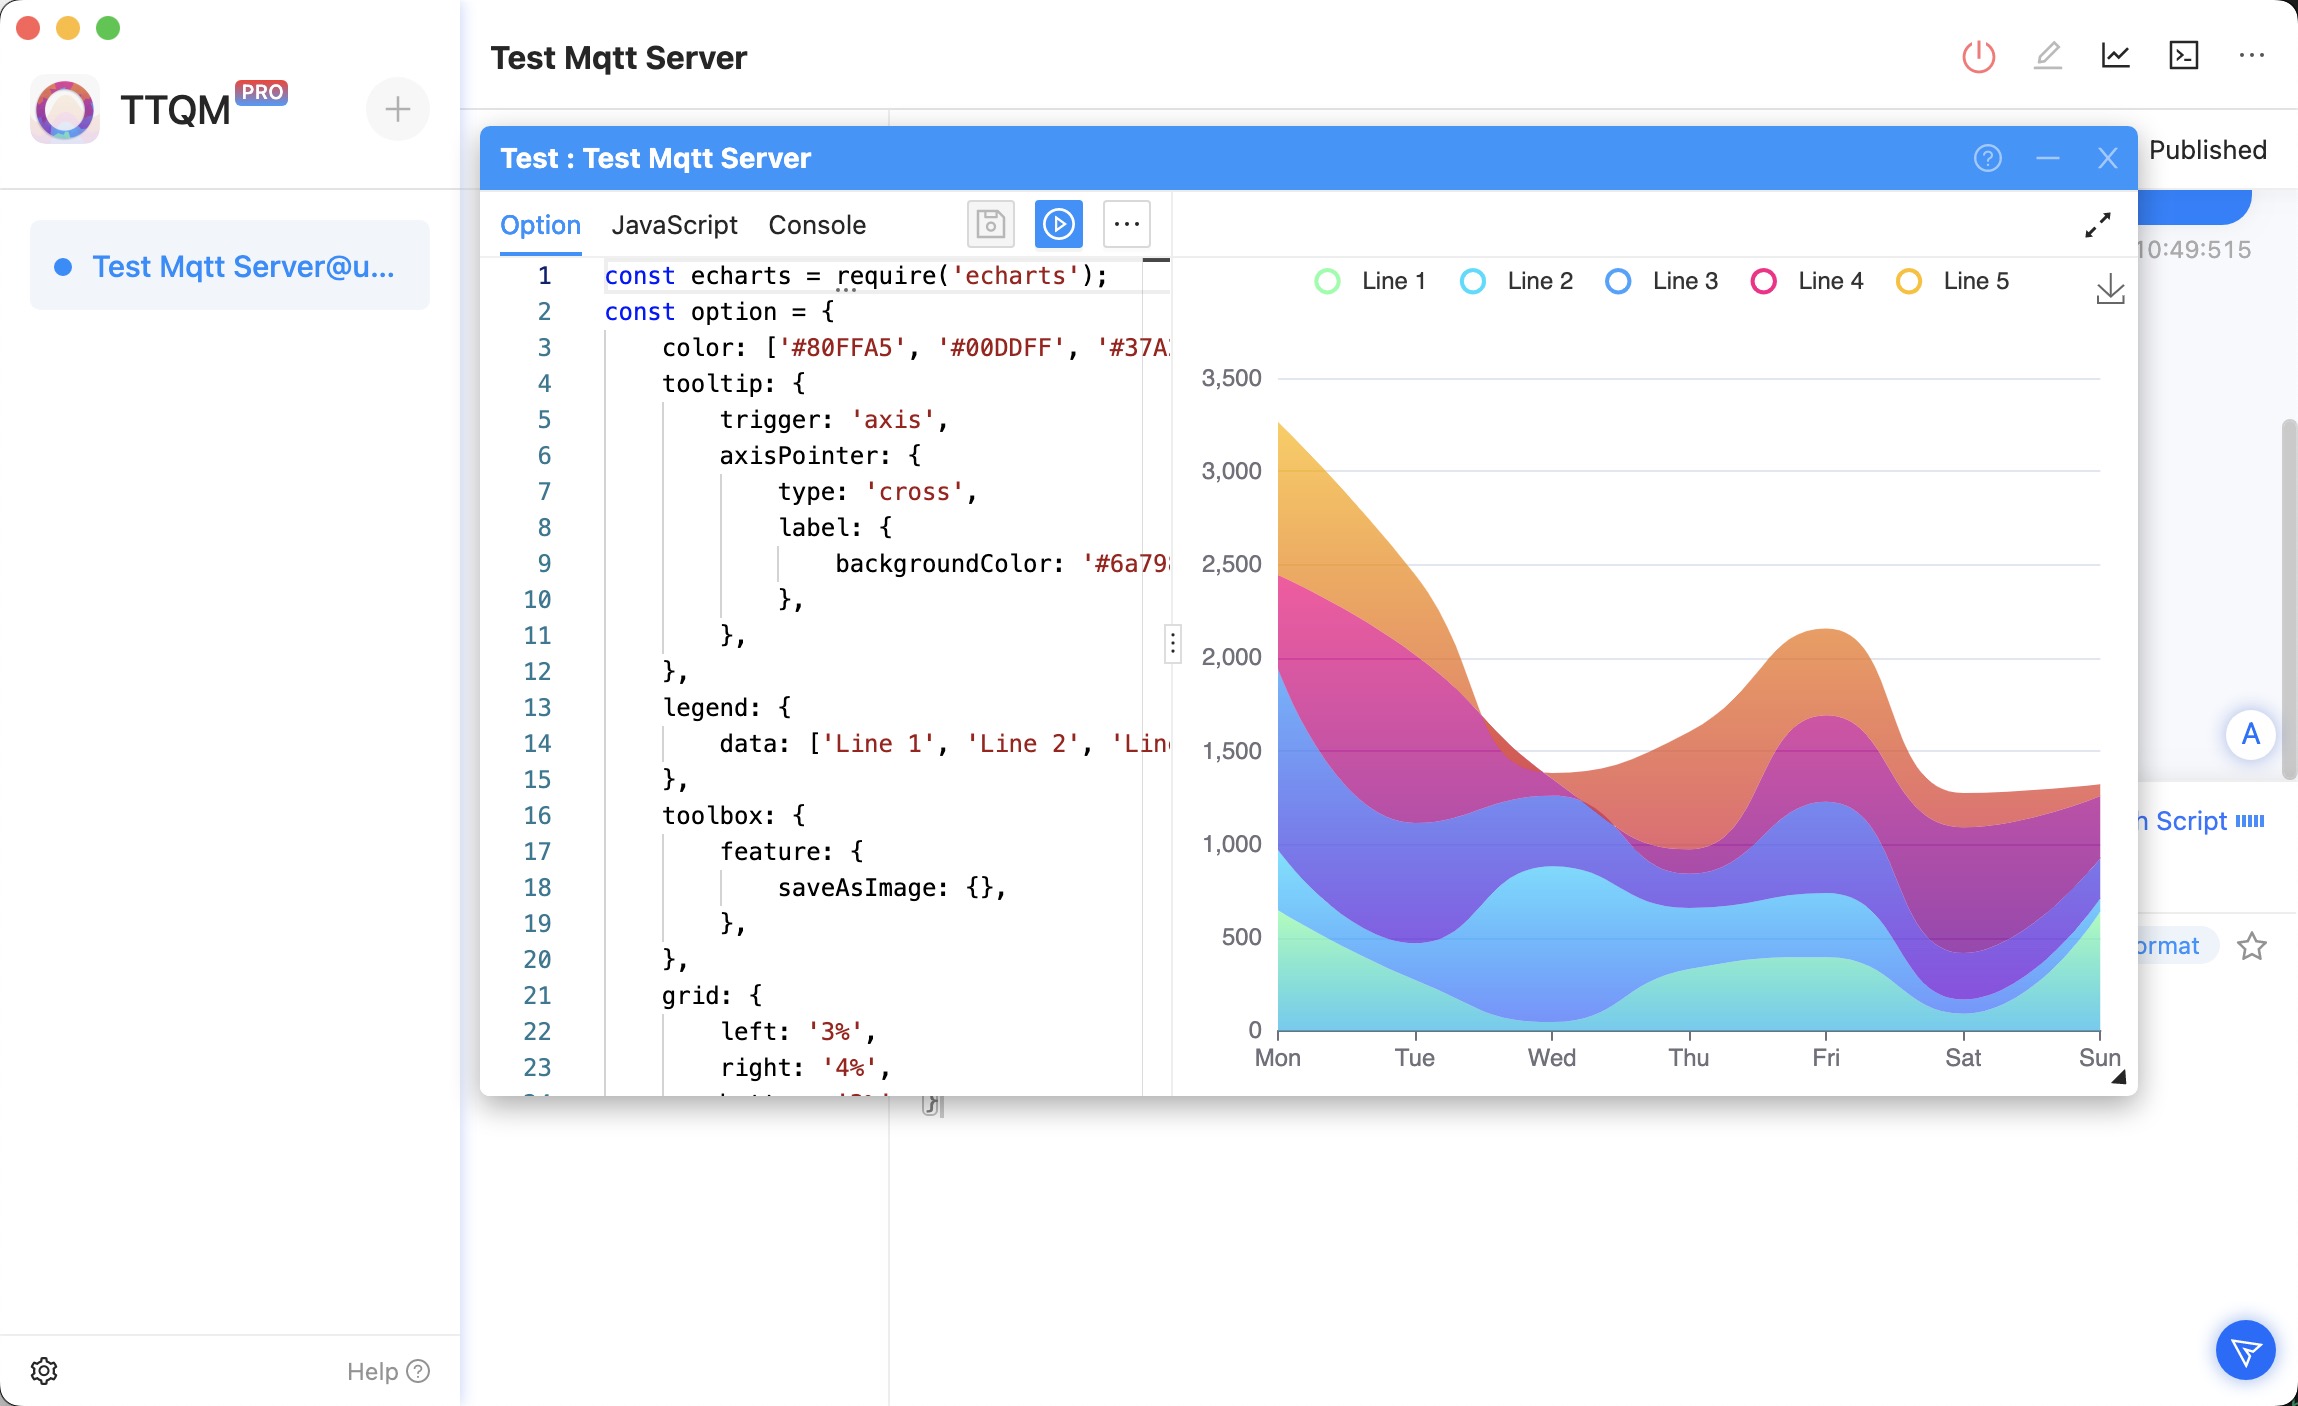 TTQM PRO
Test Mqtt Server@u...
Help
Test Mqtt Server
Published
10:49:515
A
Script
Test : Test Mqtt Server
Option JavaScript Console
1 const echarts = require('echarts');
2 const option = {
3 color: ['#80FFA5', '#00DDFF', '#37A
4 tooltip: {
5 trigger: 'axis',
6 axisPointer: {
7 type: 'cross',
8 label: {
9 backgroundColor: '#6a798
10 },
11 },
12 },
13 legend: {
14 data: ['Line 1', 'Line 2', 'Line
15 },
16 toolbox: {
17 feature: {
18 saveAsImage: {},
19 },
20 },
21 grid: {
22 left: '3%',
23 right: '4%',
}
Line 1 Line 2 Line 3 Line 4 Line 5
3,500
3,000
2,500
2,000
1,500
1,000
500
0
Mon Tue Wed Thu Fri Sat Sun